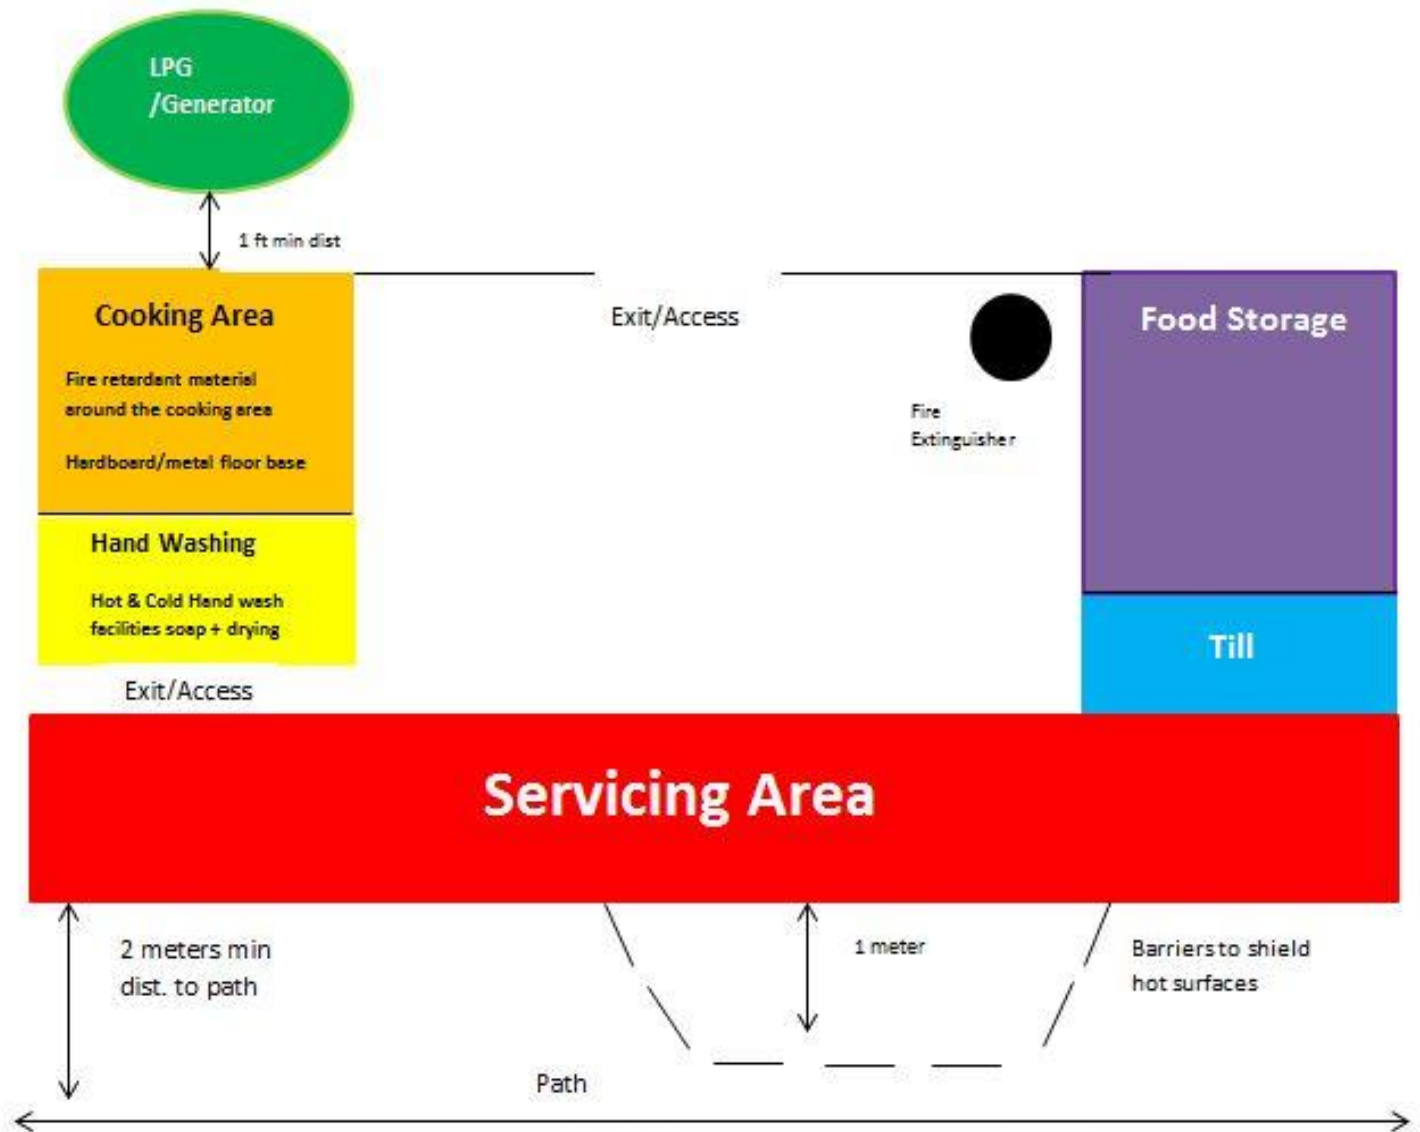 LPG
/Generator
1 ft min dist
Cooking Area
Fire retardant material
around the cooking area
Hardboard/metal floor base
Exit/Access
Fire
Extinguisher
Food Storage
Hand Washing
Hot & Cold Hand wash
facilities soap + drying
Till
Exit/Access
Servicing Area
2 meters min
dist. to path
1 meter
Barriers to shield
hot surfaces
Path